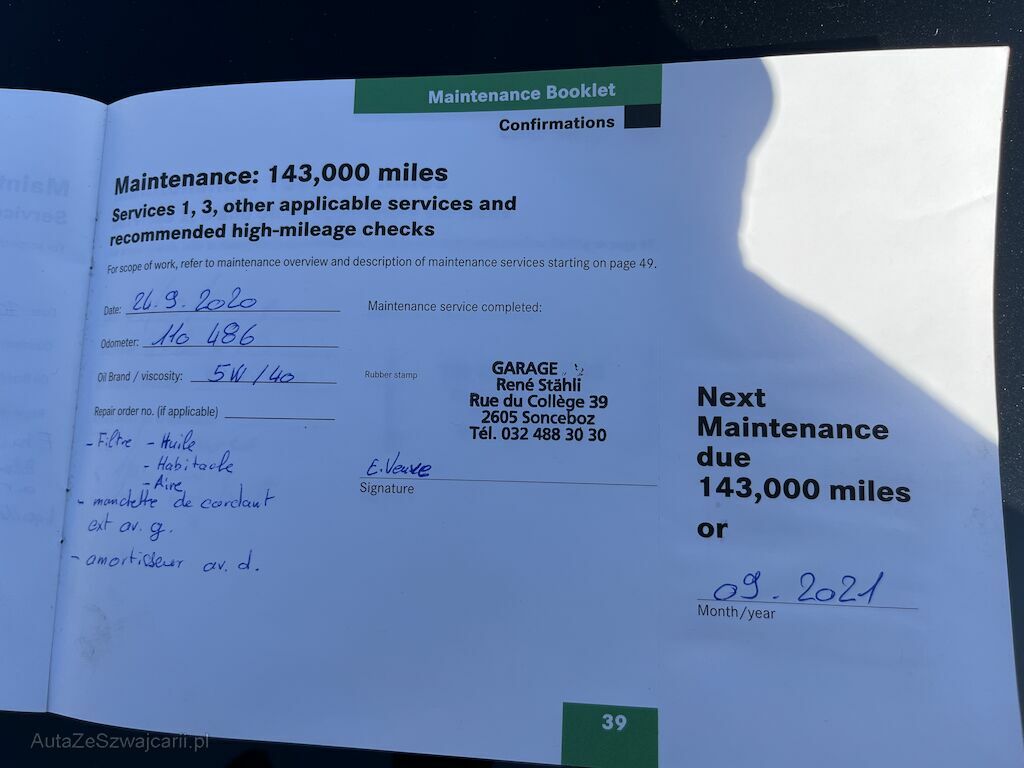 Maintenance Booklet
Confirmations
Maintenance: 143,000 miles
Services 1, 3, other applicable services and
recommended high-mileage checks
For scope of work, refer to maintenance overview and description of maintenance services starting on page 49.
Date: 24.9.2020
Odometer: 110 486
Oil Brand / viscosity: 5W/40
Repair order no. (if applicable)
- Filtre - Huile
- Habitacle
- Aire
- manchette de cardant
ext av. g.
- amortisseur av. d.
Maintenance service completed:
Rubber stamp
GARAGE
René Stähli
Rue du Collège 39
2605 Sonceboz
Tél. 032 488 30 30
Signature
Next
Maintenance
due
143,000 miles
or
09.2021
Month/year
39
AutaZeSzwajcarii.pl